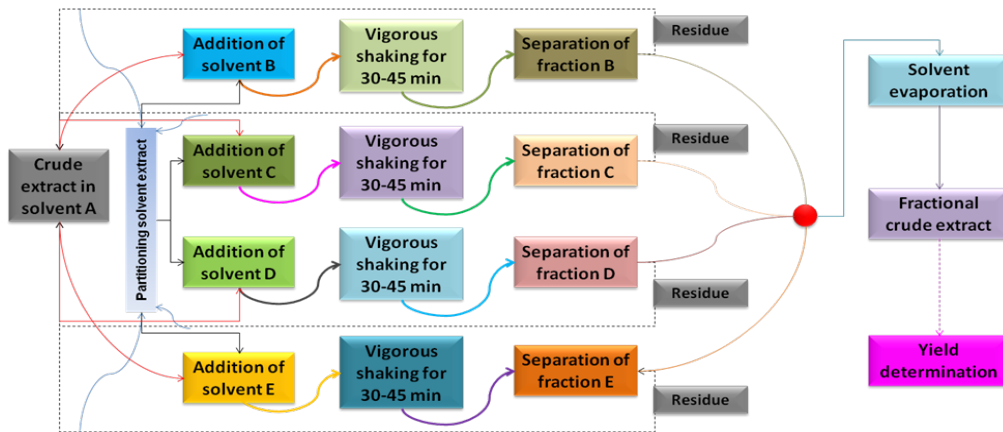 Crude
extract in
solvent A
Partitioning solvent extract
Addition of
solvent B
Vigorous
shaking for
30-45 min
Separation of
fraction B
Residue
Addition of
solvent C
Vigorous
shaking for
30-45 min
Separation of
fraction C
Residue
Addition of
solvent D
Vigorous
shaking for
30-45 min
Separation of
fraction D
Residue
Addition of
solvent E
Vigorous
shaking for
30-45 min
Separation of
fraction E
Residue
Solvent
evaporation
Fractional
crude extract
Yield
determination